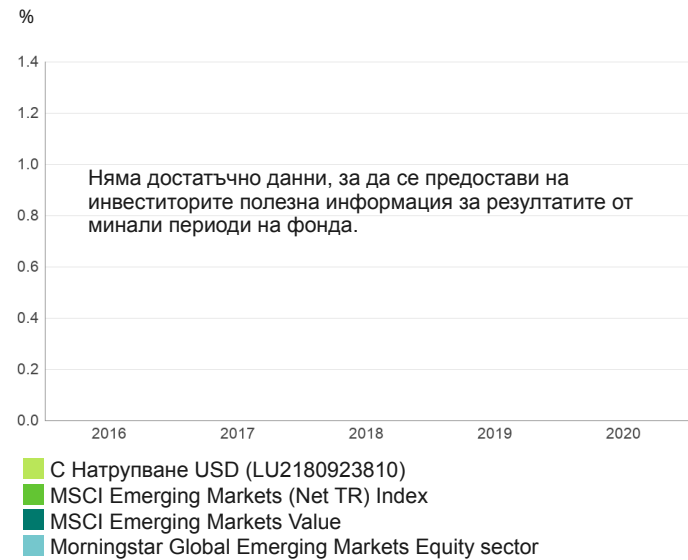 %
1.4
1.2
1.0
Няма достатъчно данни, за да се предостави на
инвеститорите полезна информация за резултатите от
0.8
минали периоди на фонда.
0.6
0.4
0.2
0.0
2016 2017 2018 2019 2020
C Натрупване USD (LU2180923810)
MSCI Emerging Markets (Net TR) Index
MSCI Emerging Markets Value
Morningstar Global Emerging Markets Equity sector